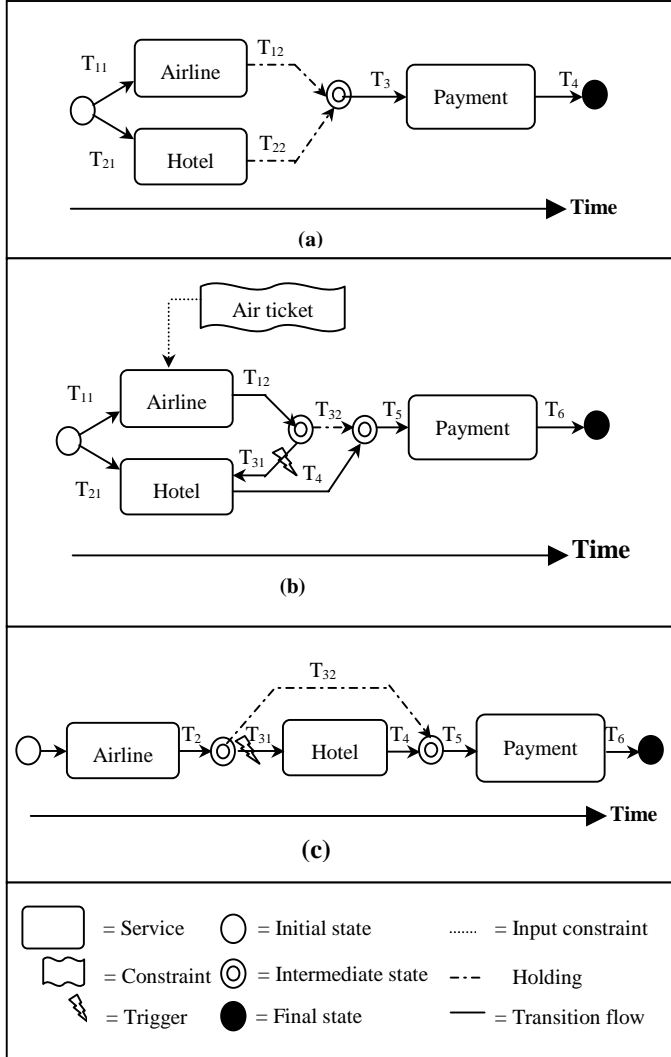 T11
Airline
T12
T3
T4
Payment
T21
Hotel
T22
Time
(a)
Air ticket
T11
Airline
T12
T32
T5
Payment
T6
T31
T4
T21
Hotel
Time
(b)
T32
Airline
T2
T31
Hotel
T4
T5
Payment
T6
Time
(c)
= Service
= Initial state
= Input constraint
= Constraint
= Intermediate state
Holding
= Trigger
= Final state
= Transition flow